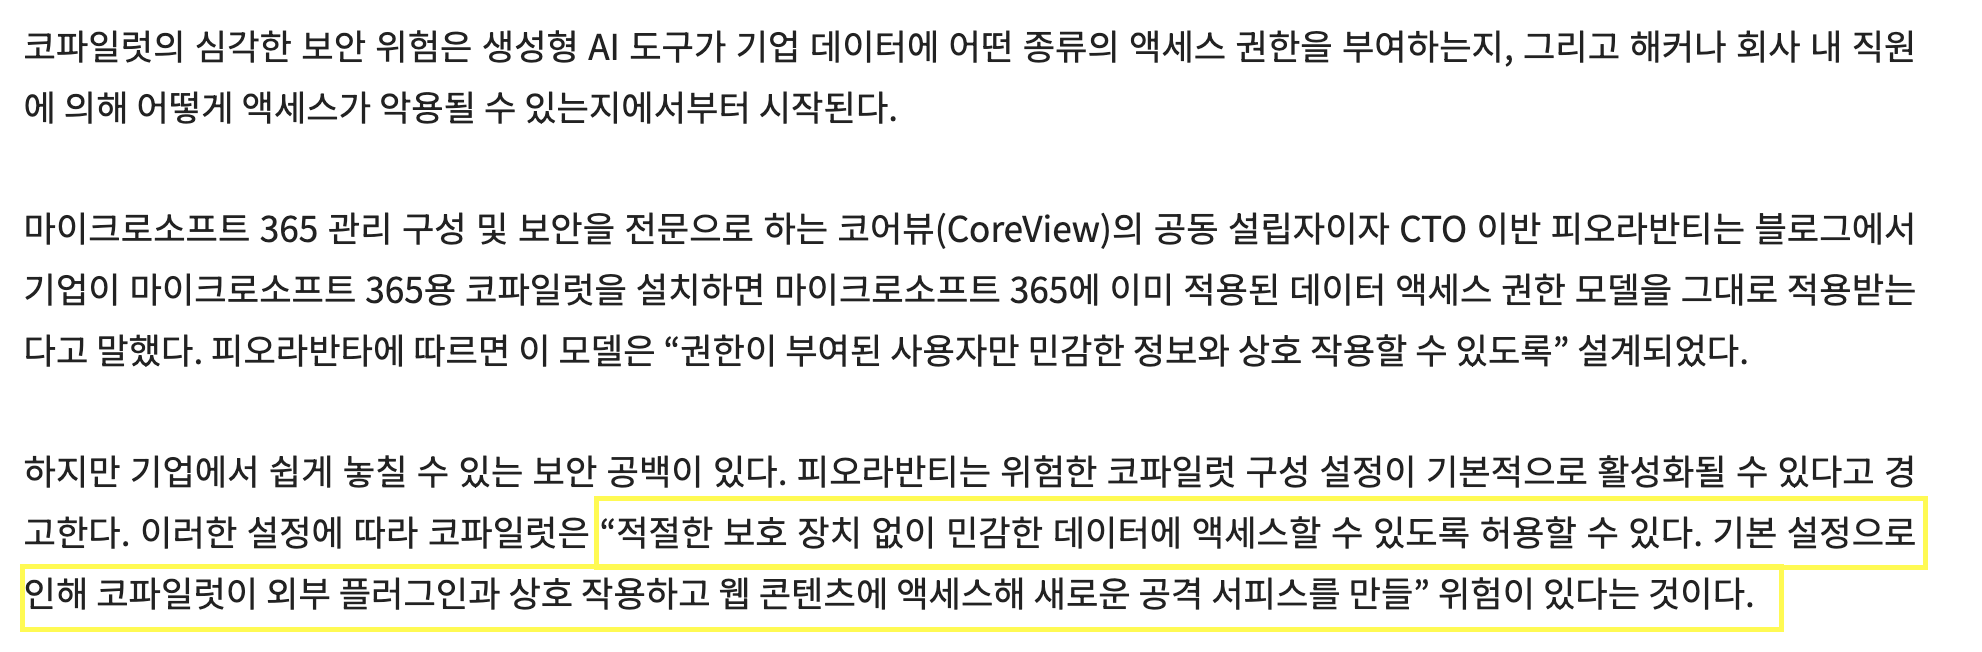 코파일럿의 심각한 보안 위험은 생성형 AI 도구가 기업 데이터에 어떤 종류의 액세스 권한을 부여하는지, 그리고 해커나 회사 내 직원
에 의해 어떻게 액세스가 악용될 수 있는지에서부터 시작된다.
마이크로소프트 365 관리 구성 및 보안을 전문으로 하는 코어뷰(CoreView)의 공동 설립자이자 CTO 이반 피오라반티는 블로그에서
기업이 마이크로소프트 365용 코파일럿을 설치하면 마이크로소프트 365에 이미 적용된 데이터 액세스 권한 모델을 그대로 적용받는
다고 말했다. 피오라반타에 따르면 이 모델은 “권한이 부여된 사용자만 민감한 정보와 상호 작용할 수 있도록” 설계되었다.
하지만 기업에서 쉽게 놓칠 수 있는 보안 공백이 있다. 피오라반티는 위험한 코파일럿 구성 설정이 기본적으로 활성화될 수 있다고 경
고한다. 이러한 설정에 따라 코파일럿은 “적절한 보호 장치 없이 민감한 데이터에 액세스할 수 있도록 허용할 수 있다. 기본 설정으로
인해 코파일럿이 외부 플러그인과 상호 작용하고 웹 콘텐츠에 액세스해 새로운 공격 서피스를 만들” 위험이 있다는 것이다.